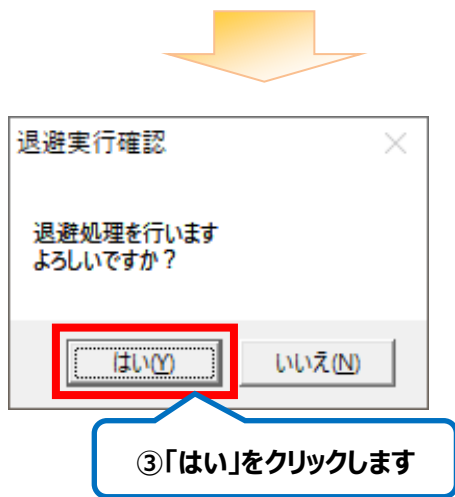 退避実行確認
退避処理を行います
よろしいですか？
はい(Y)
いいえ(N)
③「はい」をクリックします